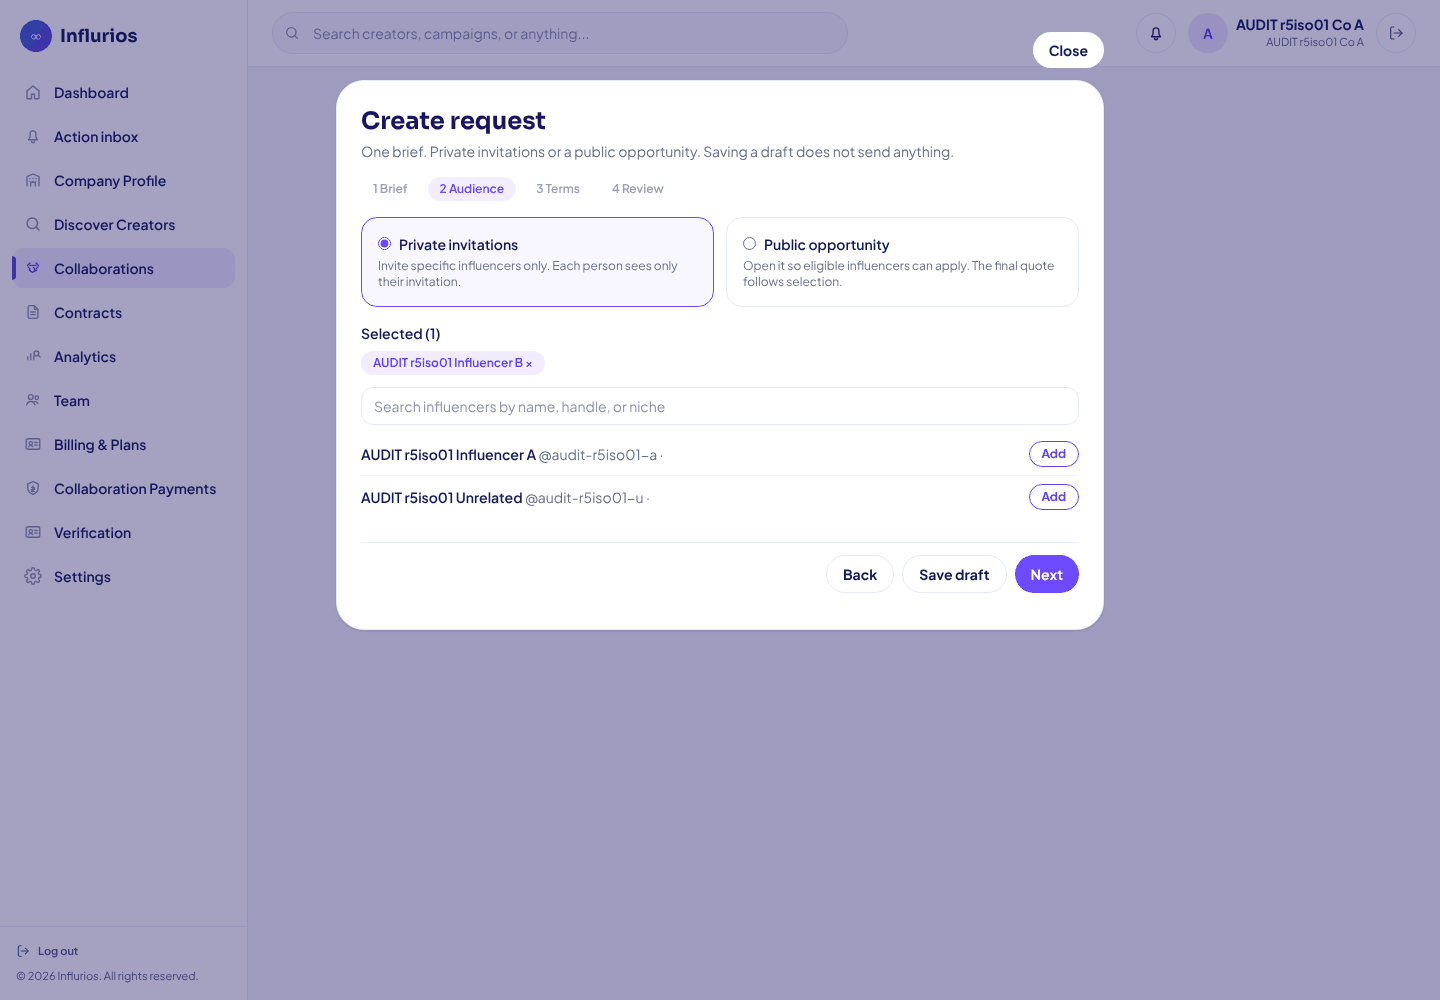 ∞ Influrios
Search creators, campaigns, or anything...
A
AUDIT r5iso01 Co A
AUDIT r5iso01 Co A
Close
Dashboard
Action inbox
Company Profile
Discover Creators
Collaborations
Contracts
Analytics
Team
Billing & Plans
Collaboration Payments
Verification
Settings
Log out
© 2026 Influrios. All rights reserved.
Create request
One brief. Private invitations or a public opportunity. Saving a draft does not send anything.
1 Brief 2 Audience 3 Terms 4 Review
Private invitations
Invite specific influencers only. Each person sees only
their invitation.
Public opportunity
Open it so eligible influencers can apply. The final quote
follows selection.
Selected (1)
AUDIT r5iso01 Influencer B ×
Search influencers by name, handle, or niche
AUDIT r5iso01 Influencer A @audit-r5iso01-a · Add
AUDIT r5iso01 Unrelated @audit-r5iso01-u · Add
Back Save draft Next